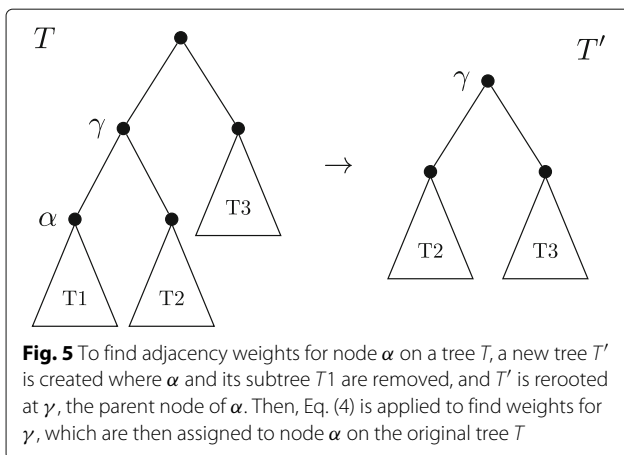 T
T′
γ
γ
→
α
T3
T1
T2
T2
T3
Fig. 5 To find adjacency weights for node α on a tree T, a new tree T′
is created where α and its subtree T1 are removed, and T′ is rerooted
at γ, the parent node of α. Then, Eq. (4) is applied to find weights for
γ, which are then assigned to node α on the original tree T